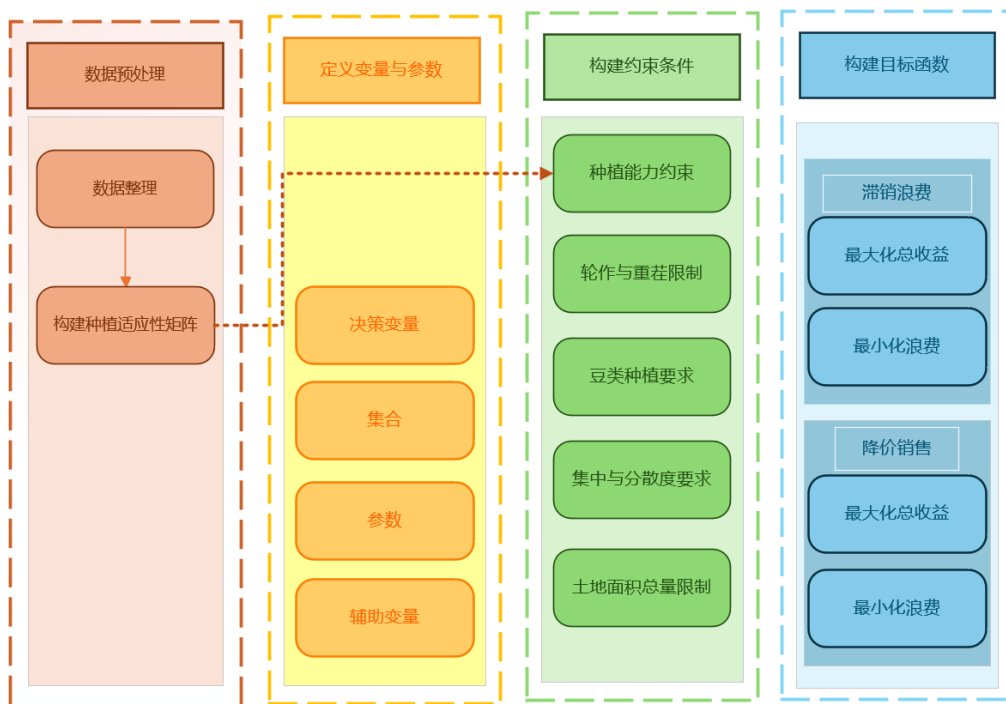 数据预处理
数据整理
构建种植适应性矩阵
定义变量与参数
决策变量
集合
参数
辅助变量
构建约束条件
种植能力约束
轮作与重茬限制
豆类种植要求
集中与分散度要求
土地面积总量限制
构建目标函数
滞销浪费
最大化总收益
最小化浪费
降价销售
最大化总收益
最小化浪费